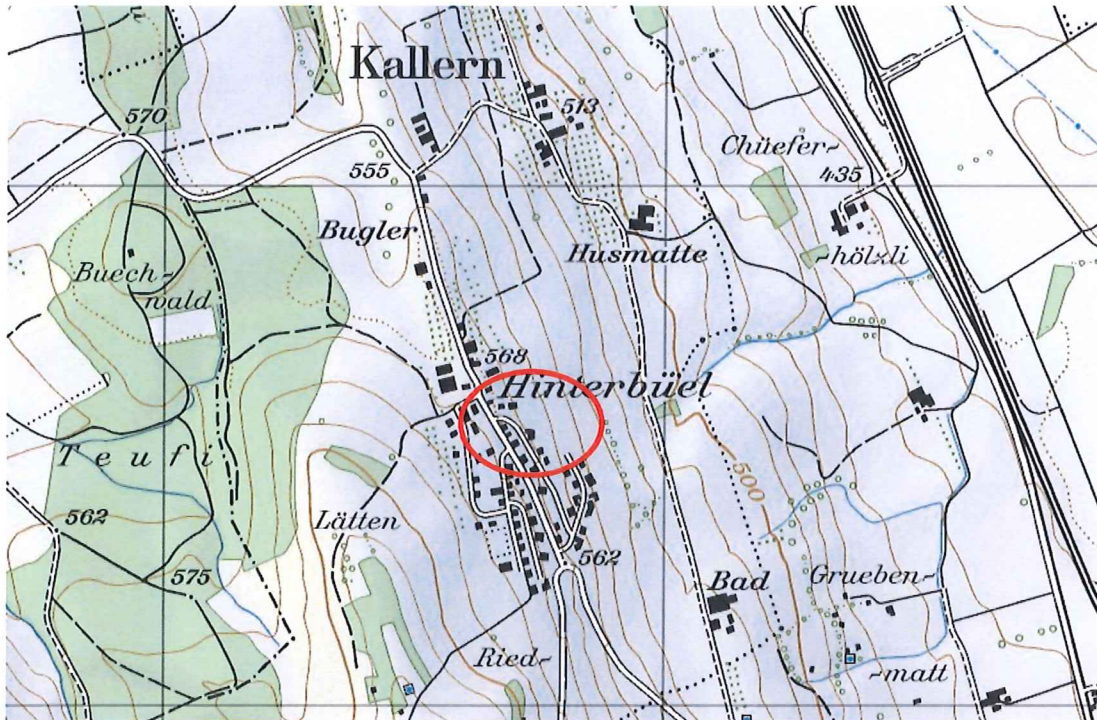 Kallern
513
570
555
Chüefer-
435
Bugler
Husmatte
-hölzli
Buech-
wald
568
Hinterbüel
Teufi
500
562
Lätten
562
575
Bad
Grueben-
Ried-
-matt